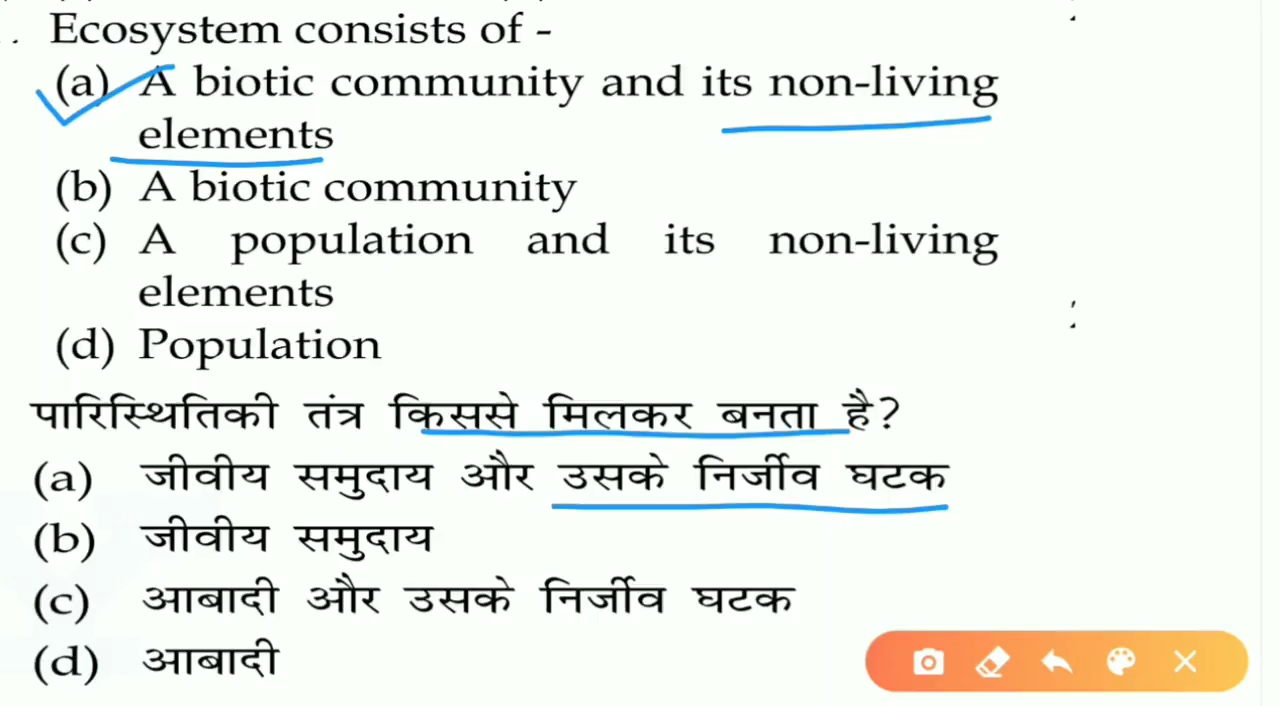 . Ecosystem consists of -
(a) A biotic community and its non-living
elements
(b) A biotic community
(c) A population and its non-living
elements
(d) Population
पारिस्थितिकी तंत्र किससे मिलकर बनता है?
(a) जीवीय समुदाय और उसके निर्जीव घटक
(b) जीवीय समुदाय
(c) आबादी और उसके निर्जीव घटक
(d) आबादी